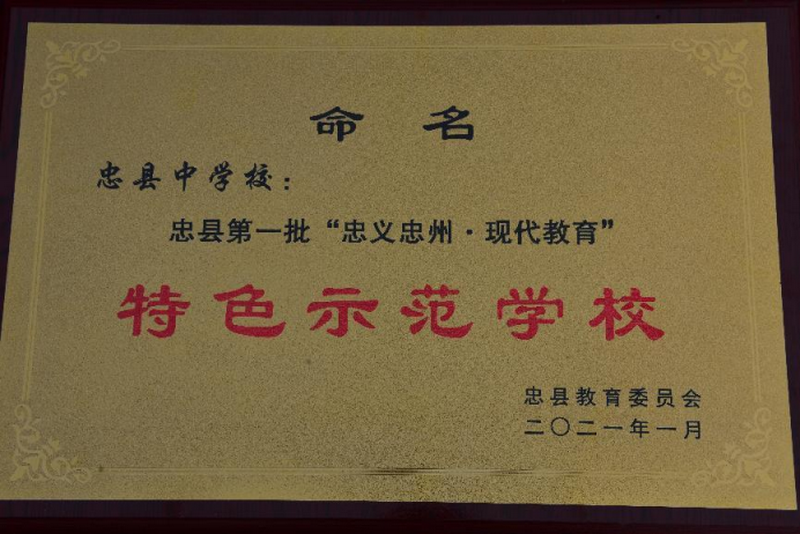 命 名
忠县中学校：
忠县第一批“忠义忠州·现代教育”
特色示范学校
忠县教育委员会
二〇二一年一月